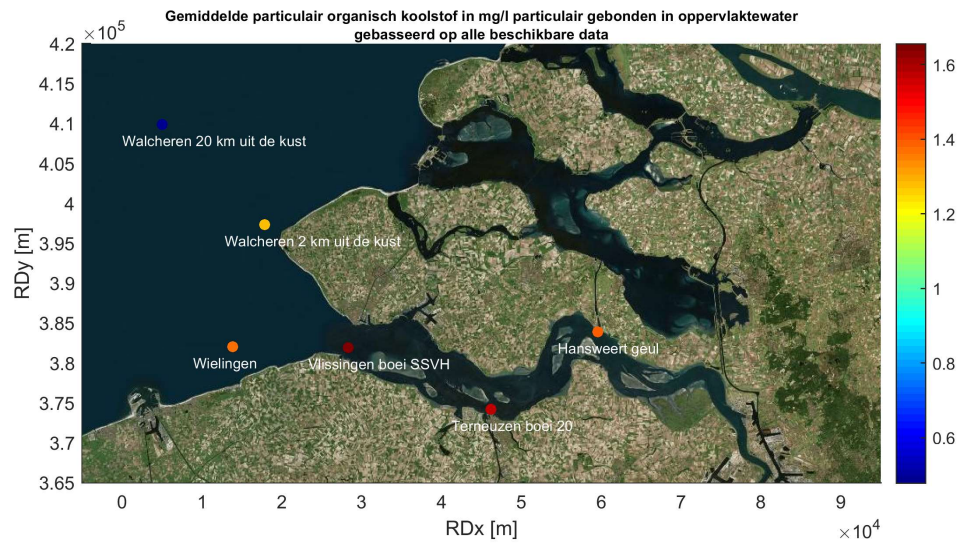 Gemiddelde particulair organisch koolstof in mg/l particulair gebonden in oppervlaktewater
gebasseerd op alle beschikbare data
×10⁵
4.2
4.15
4.1
4.05
4
3.95
3.9
3.85
3.8
3.75
3.7
3.65
RDy [m]
Walcheren 20 km uit de kust
Walcheren 2 km uit de kust
Wielingen
Vlissingen boei SSVH
Hansweert geul
Terneuzen boei 20
0 1 2 3 4 5 6 7 8 9
RDx [m]
×10⁴
1.6
1.4
1.2
1
0.8
0.6